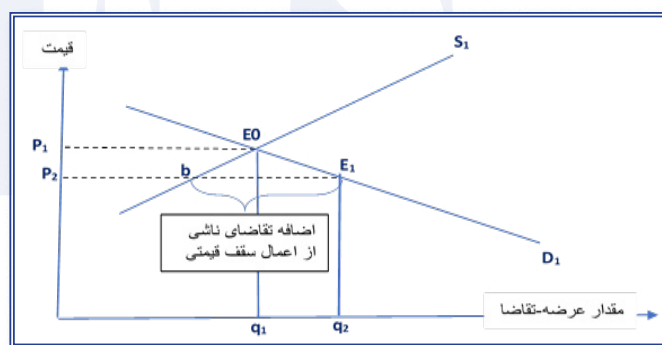 قیمت
S₁
P₁
E0
P₂
b
E₁
اضافه تقاضای ناشی
از اعمال سقف قیمتی
D₁
مقدار عرضه-تقاضا
q₁
q₂